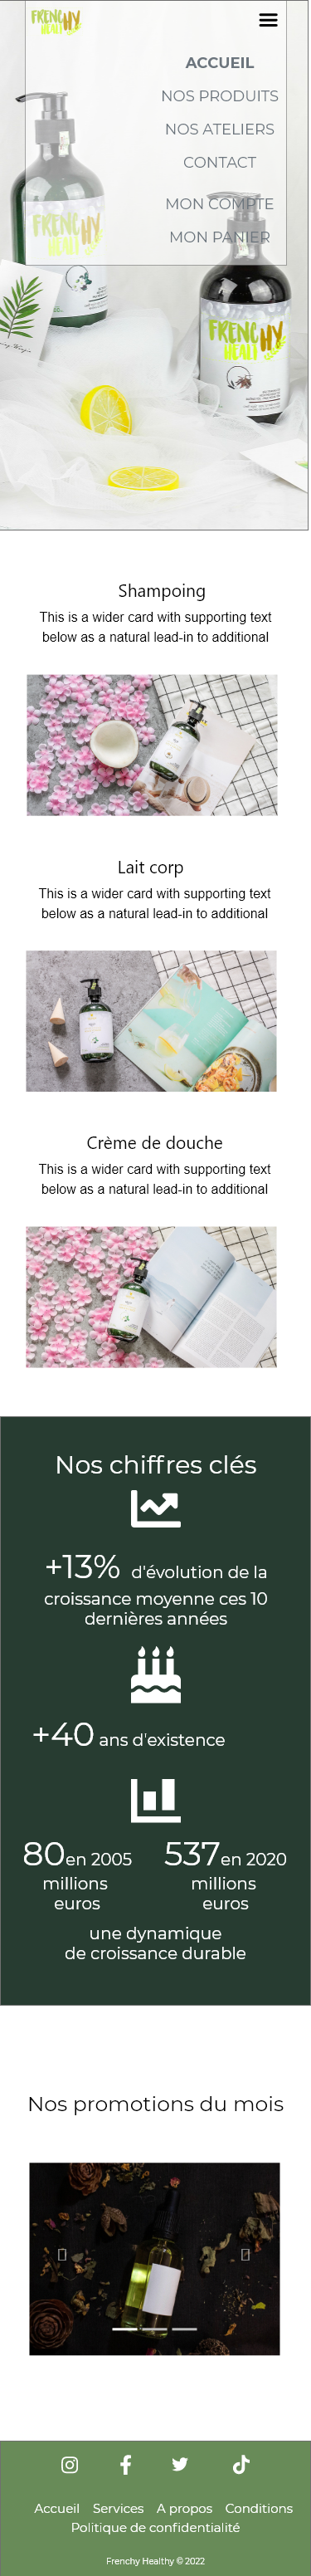 FRENCHY
HEALTHY
ACCUEIL
NOS PRODUITS
NOS ATELIERS
CONTACT
MON COMPTE
MON PANIER
FRENCHY
HEALTHY
FRENCHY
HEALTHY
Shampoing
This is a wider card with supporting text
below as a natural lead-in to additional
Lait corp
This is a wider card with supporting text
below as a natural lead-in to additional
Crème de douche
This is a wider card with supporting text
below as a natural lead-in to additional
Nos chiffres clés
+13% d'évolution de la
croissance moyenne ces 10
dernières années
+40 ans d'existence
80 en 2005
millions
euros
537 en 2020
millions
euros
une dynamique
de croissance durable
Nos promotions du mois
Accueil Services A propos Conditions
Politique de confidentialité
Frenchy Healthy © 2022